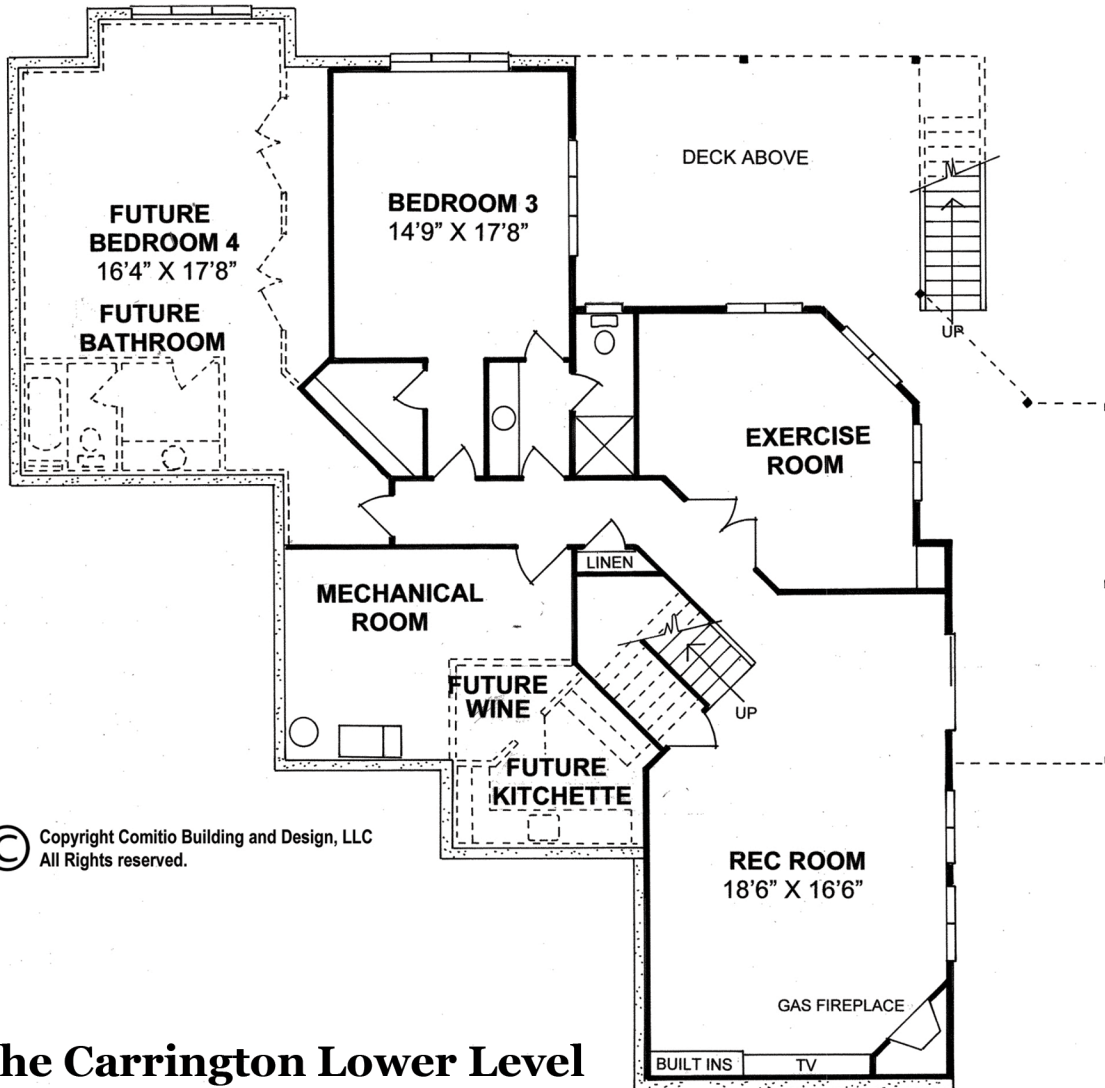 DECK ABOVE
BEDROOM 3
14'9" X 17'8"
FUTURE
BEDROOM 4
16'4" X 17'8"
FUTURE
BATHROOM
UP
EXERCISE
ROOM
LINEN
MECHANICAL
ROOM
FUTURE
WINE
UP
FUTURE
KITCHETTE
© Copyright Comitio Building and Design, LLC
All Rights reserved.
REC ROOM
18'6" X 16'6"
GAS FIREPLACE
BUILT INS
TV
he Carrington Lower Level